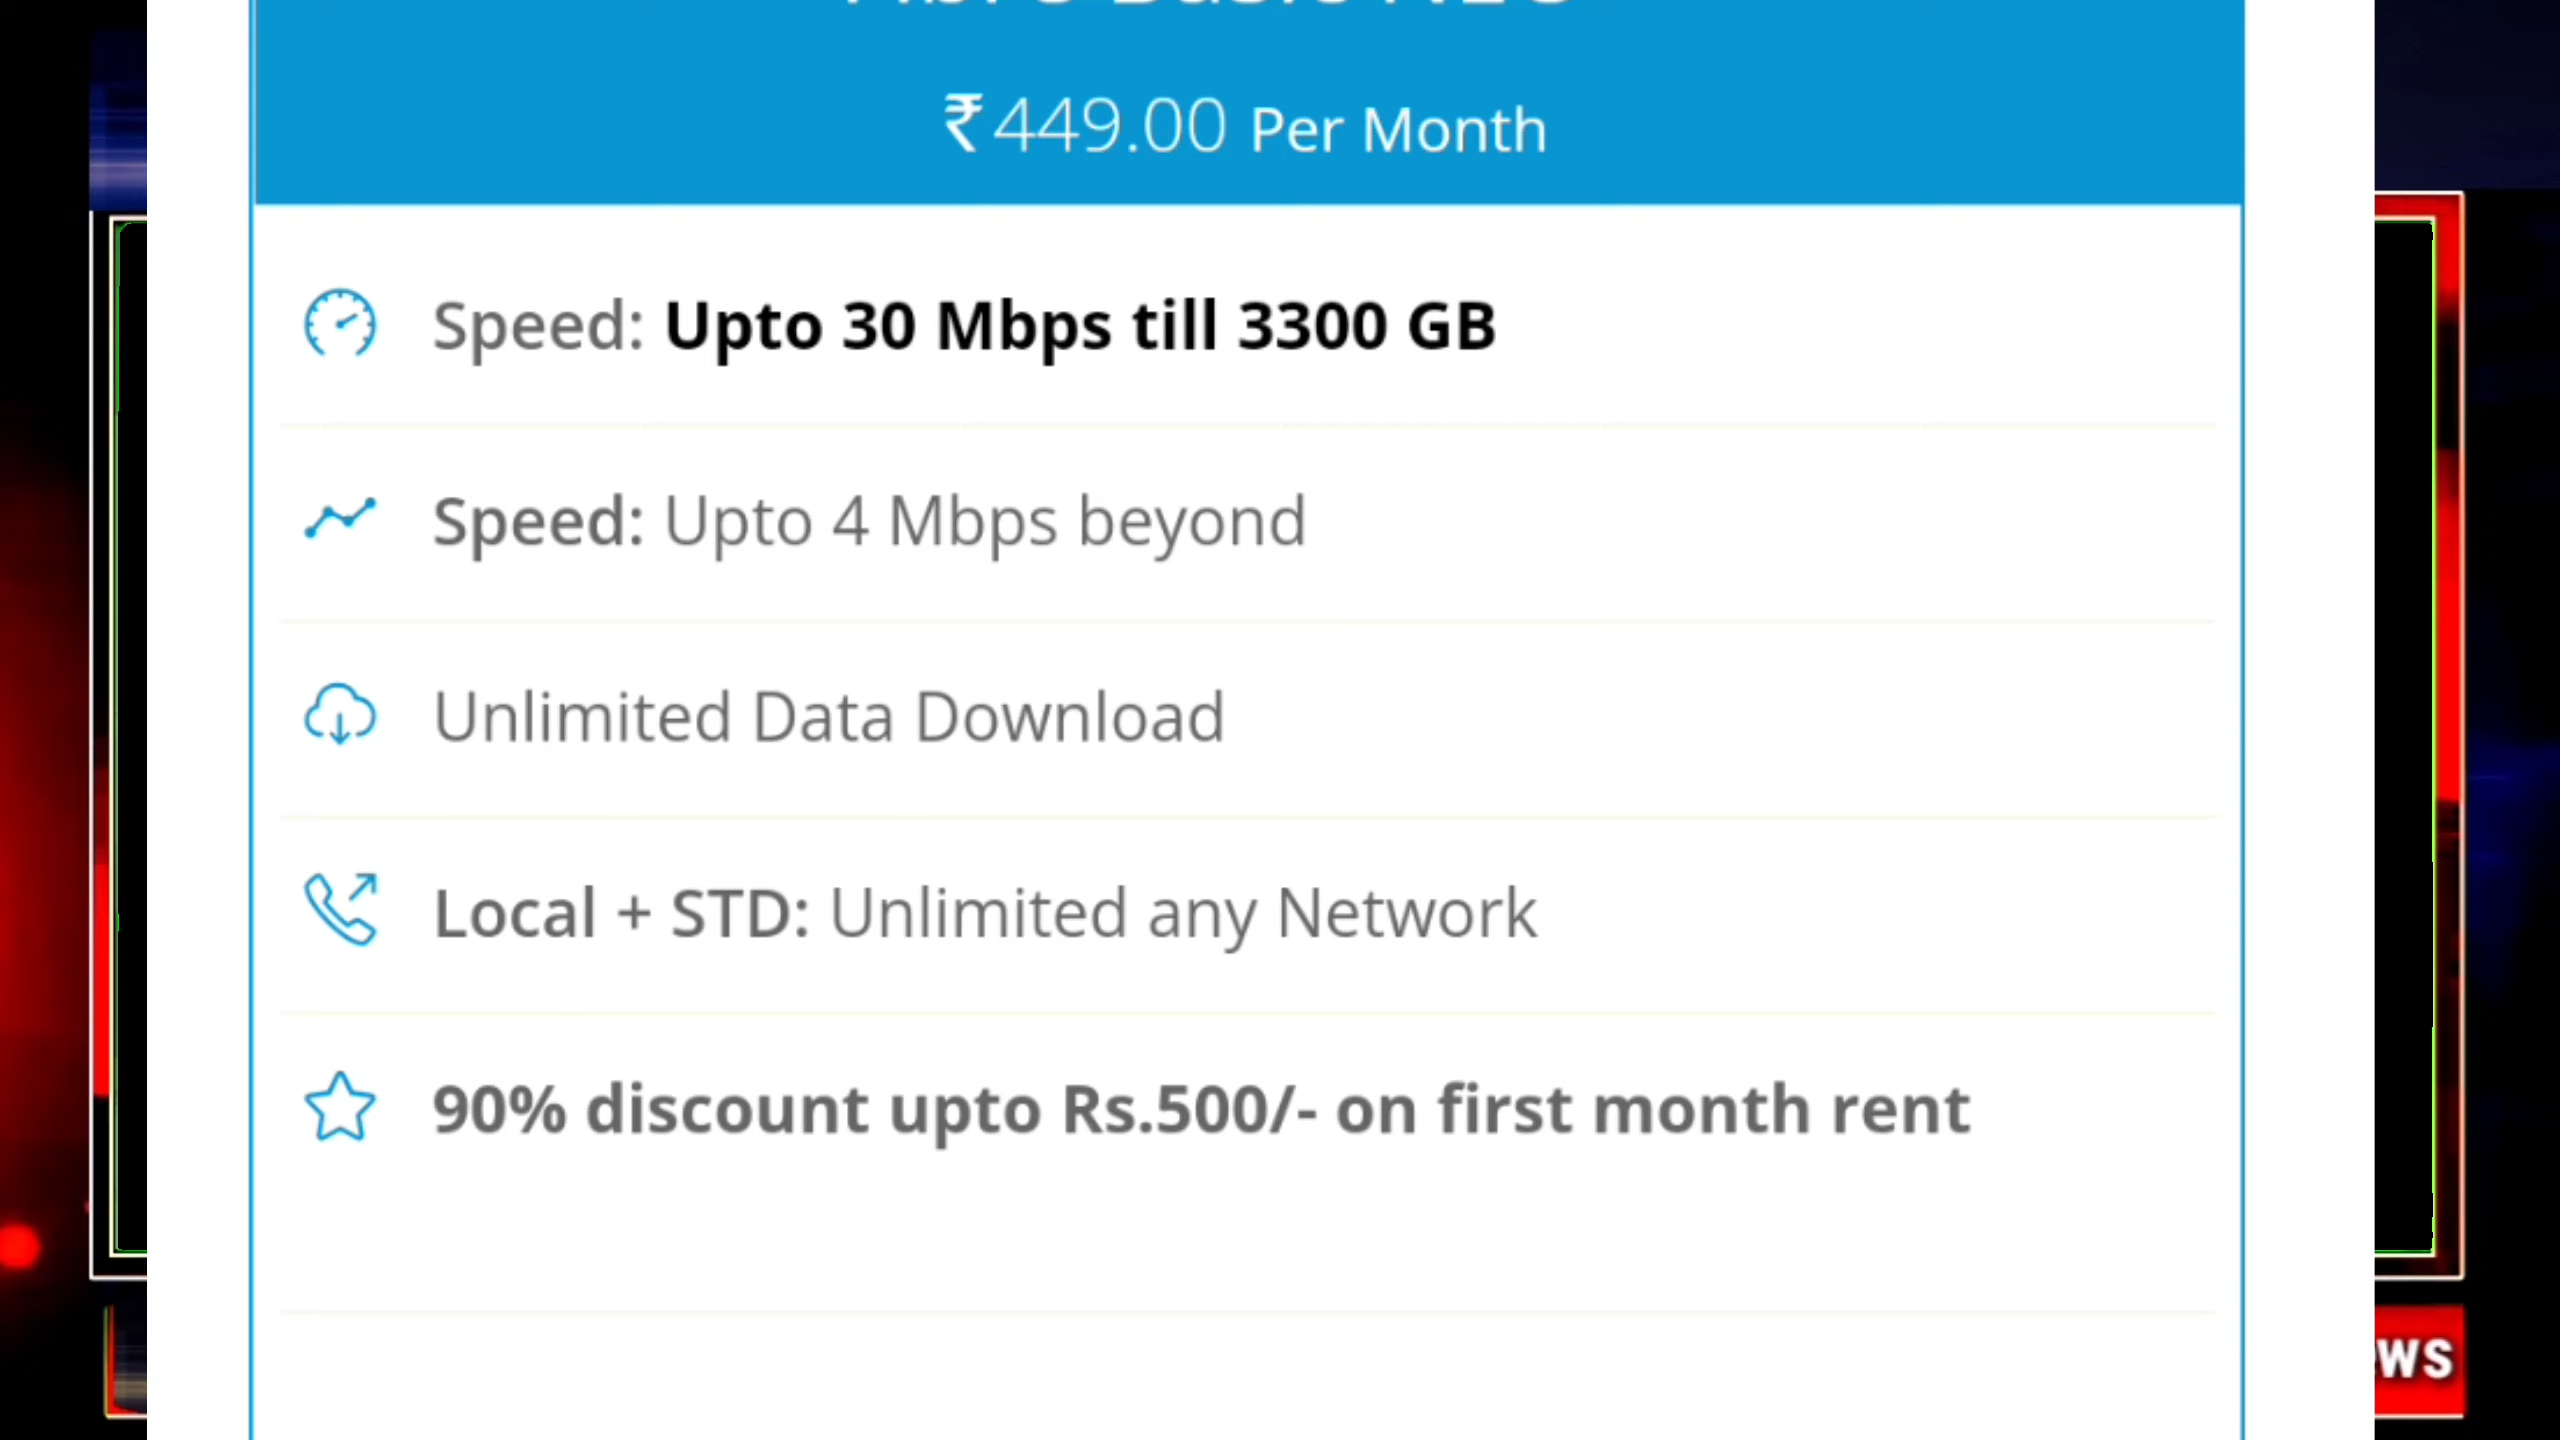 ₹449.00 Per Month
Speed: Upto 30 Mbps till 3300 GB
Speed: Upto 4 Mbps beyond
Unlimited Data Download
Local + STD: Unlimited any Network
90% discount upto Rs.500/- on first month rent